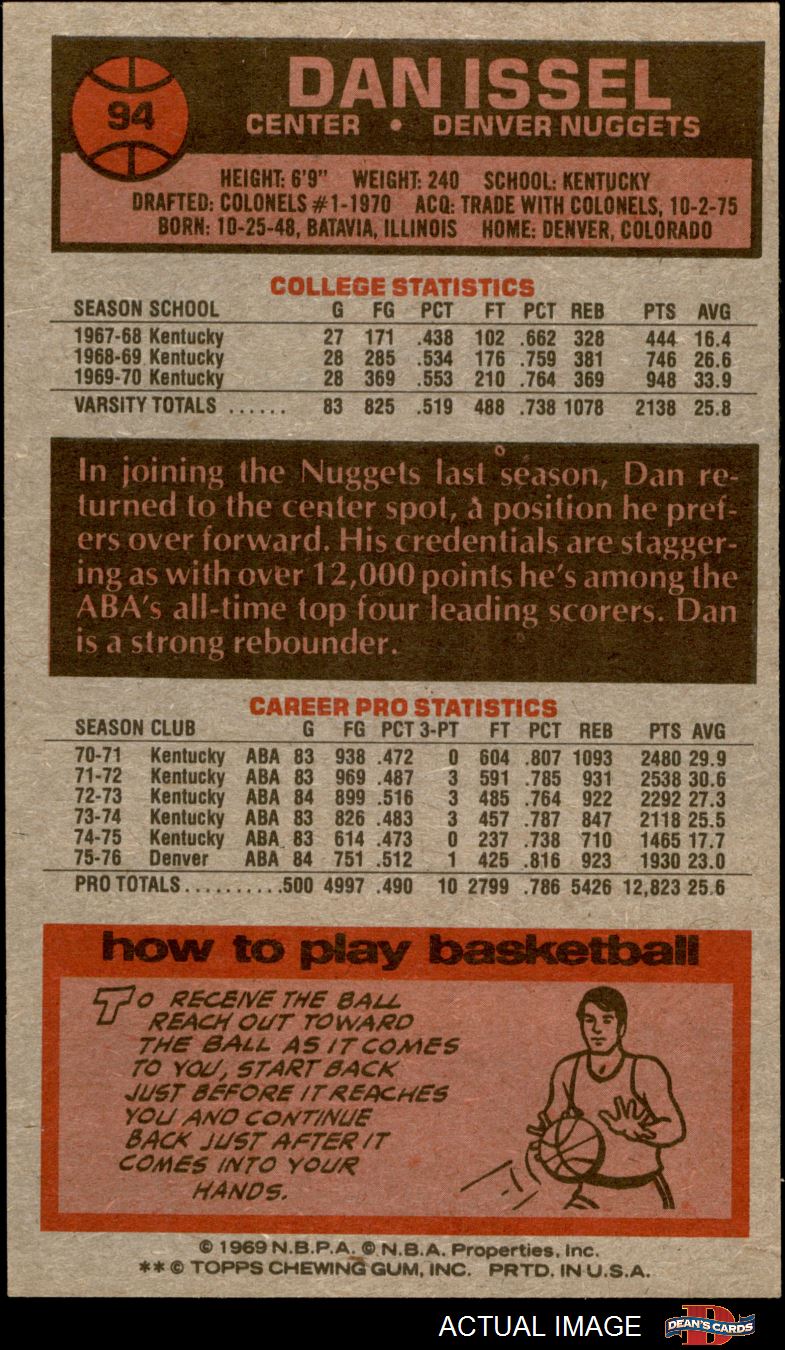 94
DAN ISSEL
CENTER • DENVER NUGGETS
HEIGHT: 6'9" WEIGHT: 240 SCHOOL: KENTUCKY
DRAFTED: COLONELS #1-1970 ACQ: TRADE WITH COLONELS, 10-2-75
BORN: 10-25-48, BATAVIA, ILLINOIS HOME: DENVER, COLORADO
COLLEGE STATISTICS
SEASON SCHOOL G FG PCT FT PCT REB PTS AVG
1967-68 Kentucky 27 171 .438 102 .662 328 444 16.4
1968-69 Kentucky 28 285 .534 176 .759 381 746 26.6
1969-70 Kentucky 28 369 .553 210 .764 369 948 33.9
VARSITY TOTALS ...... 83 825 .519 488 .738 1078 2138 25.8
In joining the Nuggets last season, Dan re-
turned to the center spot, a position he pref-
ers over forward. His credentials are stagger-
ing as with over 12,000 points he's among the
ABA's all-time top four leading scorers. Dan
is a strong rebounder.
CAREER PRO STATISTICS
SEASON CLUB G FG PCT 3-PT FT PCT REB PTS AVG
70-71 Kentucky ABA 83 938 .472 0 604 .807 1093 2480 29.9
71-72 Kentucky ABA 83 969 .487 3 591 .785 931 2538 30.6
72-73 Kentucky ABA 84 899 .516 3 485 .764 922 2292 27.3
73-74 Kentucky ABA 83 826 .483 3 457 .787 847 2118 25.5
74-75 Kentucky ABA 83 614 .473 0 237 .738 710 1465 17.7
75-76 Denver ABA 84 751 .512 1 425 .816 923 1930 23.0
PRO TOTALS..........500 4997 .490 10 2799 .786 5426 12,823 25.6
how to play basketball
TO RECEIVE THE BALL
REACH OUT TOWARD
THE BALL AS IT COMES
TO YOU, START BACK
JUST BEFORE IT REACHES
YOU AND CONTINUE
BACK JUST AFTER IT
COMES INTO YOUR
HANDS.
© 1969 N.B.P.A. © N.B.A. Properties, Inc.
** © TOPPS CHEWING GUM, INC. PRTD. IN U.S.A.
ACTUAL IMAGE
D
DEAN'S CARDS